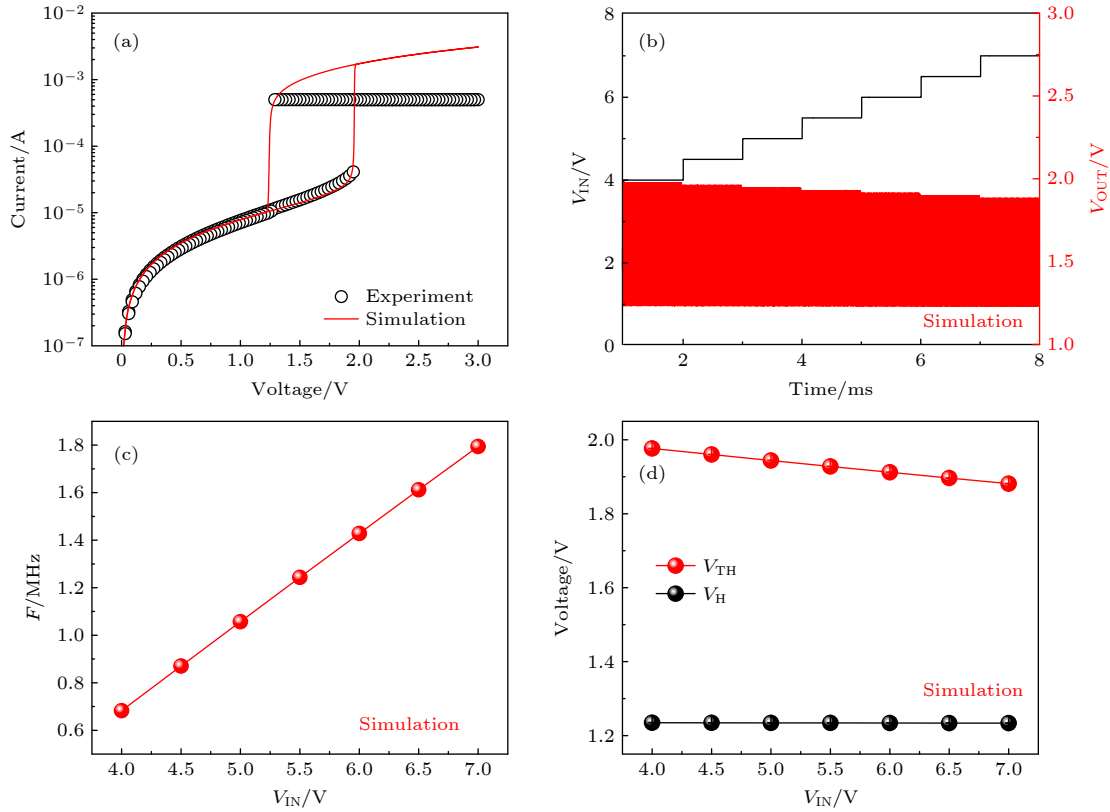 (a)
10⁻²
10⁻³
10⁻⁴
10⁻⁵
10⁻⁶
10⁻⁷
Current/A
0
0.5
1.0
1.5
2.0
2.5
3.0
Voltage/V
Experiment
Simulation
(b)
8
6
4
2
0
V_IN/V
3.0
2.5
2.0
1.5
1.0
V_OUT/V
2
4
6
8
Time/ms
Simulation
(c)
1.8
1.6
1.4
1.2
1.0
0.8
0.6
F/MHz
4.0
4.5
5.0
5.5
6.0
6.5
7.0
V_IN/V
Simulation
(d)
2.0
1.8
1.6
1.4
1.2
Voltage/V
V_TH
V_H
Simulation
4.0
4.5
5.0
5.5
6.0
6.5
7.0
V_IN/V